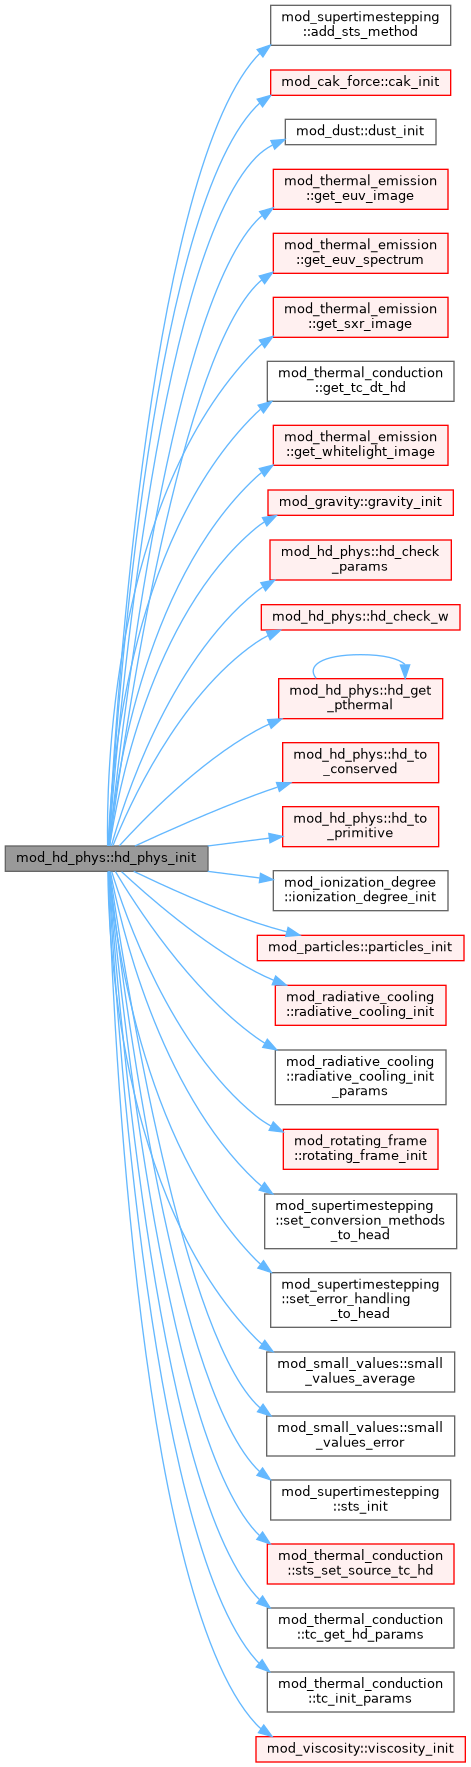 mod_supertimestepping
::add_sts_method
mod_cak_force::cak_init
mod_dust::dust_init
mod_thermal_emission
::get_euv_image
mod_thermal_emission
::get_euv_spectrum
mod_thermal_emission
::get_sxr_image
mod_thermal_conduction
::get_tc_dt_hd
mod_thermal_emission
::get_whitelight_image
mod_gravity::gravity_init
mod_hd_phys::hd_check
_params
mod_hd_phys::hd_check_w
mod_hd_phys::hd_get
_pthermal
mod_hd_phys::hd_to
_conserved
mod_hd_phys::hd_to
_primitive
mod_hd_phys::hd_phys_init
mod_ionization_degree
::ionization_degree_init
mod_particles::particles_init
mod_radiative_cooling
::radiative_cooling_init
mod_radiative_cooling
::radiative_cooling_init
_params
mod_rotating_frame
::rotating_frame_init
mod_supertimestepping
::set_conversion_methods
_to_head
mod_supertimestepping
::set_error_handling
_to_head
mod_small_values::small
_values_average
mod_small_values::small
_values_error
mod_supertimestepping
::sts_init
mod_thermal_conduction
::sts_set_source_tc_hd
mod_thermal_conduction
::tc_get_hd_params
mod_thermal_conduction
::tc_init_params
mod_viscosity::viscosity_init